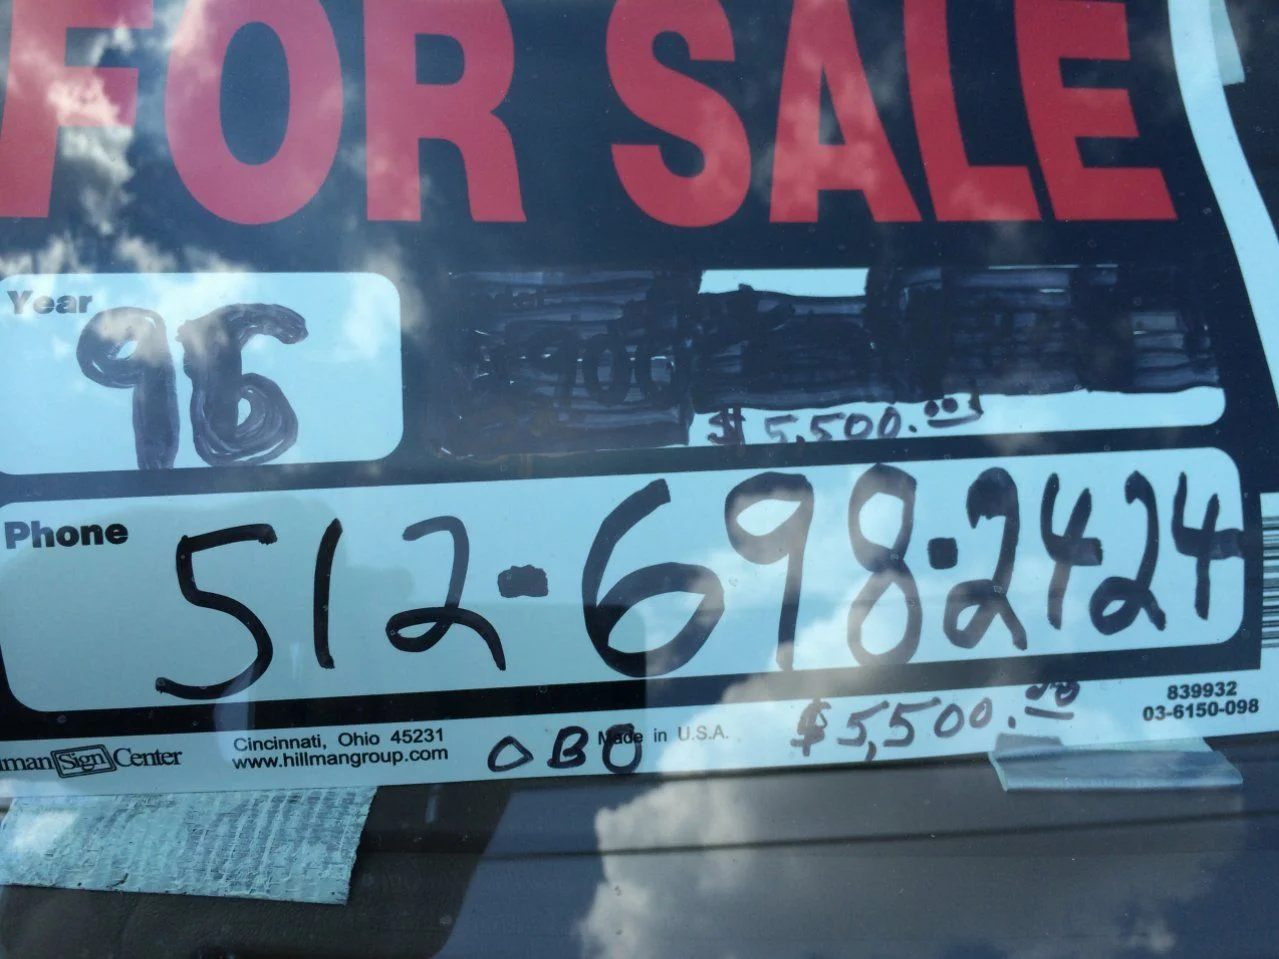 FOR SALE
Year 96
$5,500.00
Phone 512-698-2424
Sign Center
Cincinnati, Ohio 45231
www.hillmangroup.com
OBO
Made in U.S.A.
$5,500.00
839932
03-6150-098